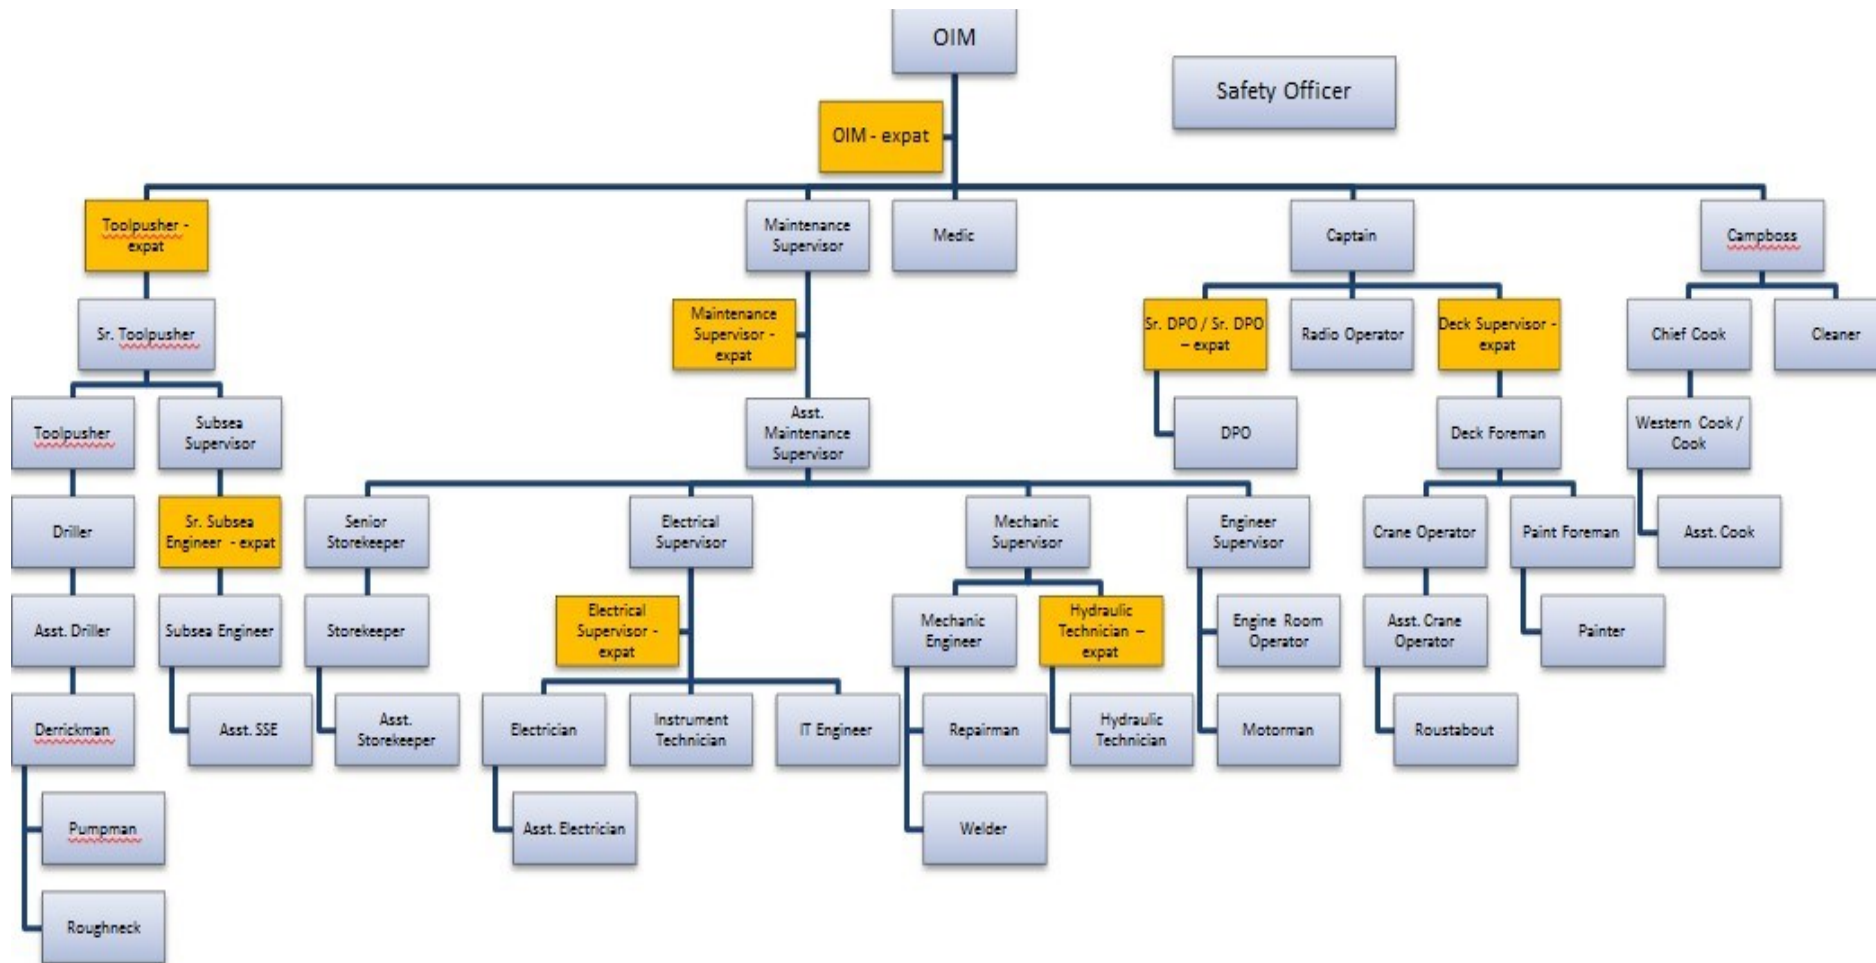 OIM
Safety Officer
OIM - expat
Toolpusher -
expat
Maintenance
Supervisor
Medic
Captain
Campboss
Sr. Toolpusher
Maintenance
Supervisor -
expat
Sr. DPO / Sr. DPO
– expat
Radio Operator
Deck Supervisor -
expat
Chief Cook
Cleaner
Toolpusher
Subsea
Supervisor
Asst.
Maintenance
Supervisor
DPO
Deck Foreman
Western Cook /
Cook
Driller
Sr. Subsea
Engineer - expat
Senior
Storekeeper
Electrical
Supervisor
Mechanic
Supervisor
Engineer
Supervisor
Crane Operator
Paint Foreman
Asst. Cook
Asst. Driller
Subsea Engineer
Storekeeper
Electrical
Supervisor -
expat
Mechanic
Engineer
Hydraulic
Technician –
expat
Engine Room
Operator
Asst. Crane
Operator
Painter
Derrickman
Asst. SSE
Asst.
Storekeeper
Electrician
Instrument
Technician
IT Engineer
Repairman
Hydraulic
Technician
Motorman
Roustabout
Pumpman
Asst. Electrician
Welder
Roughneck